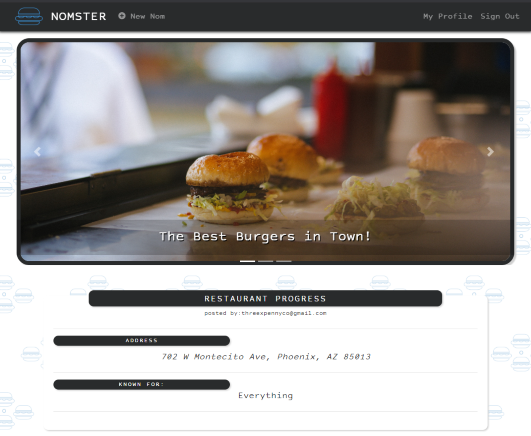 NOMSTER
New Nom
My Profile
Sign Out
The Best Burgers in Town!
RESTAURANT PROGRESS
posted by:threexpennyco@gmail.com
ADDRESS
702 W Montecito Ave, Phoenix, AZ 85013
KNOWN FOR:
Everything